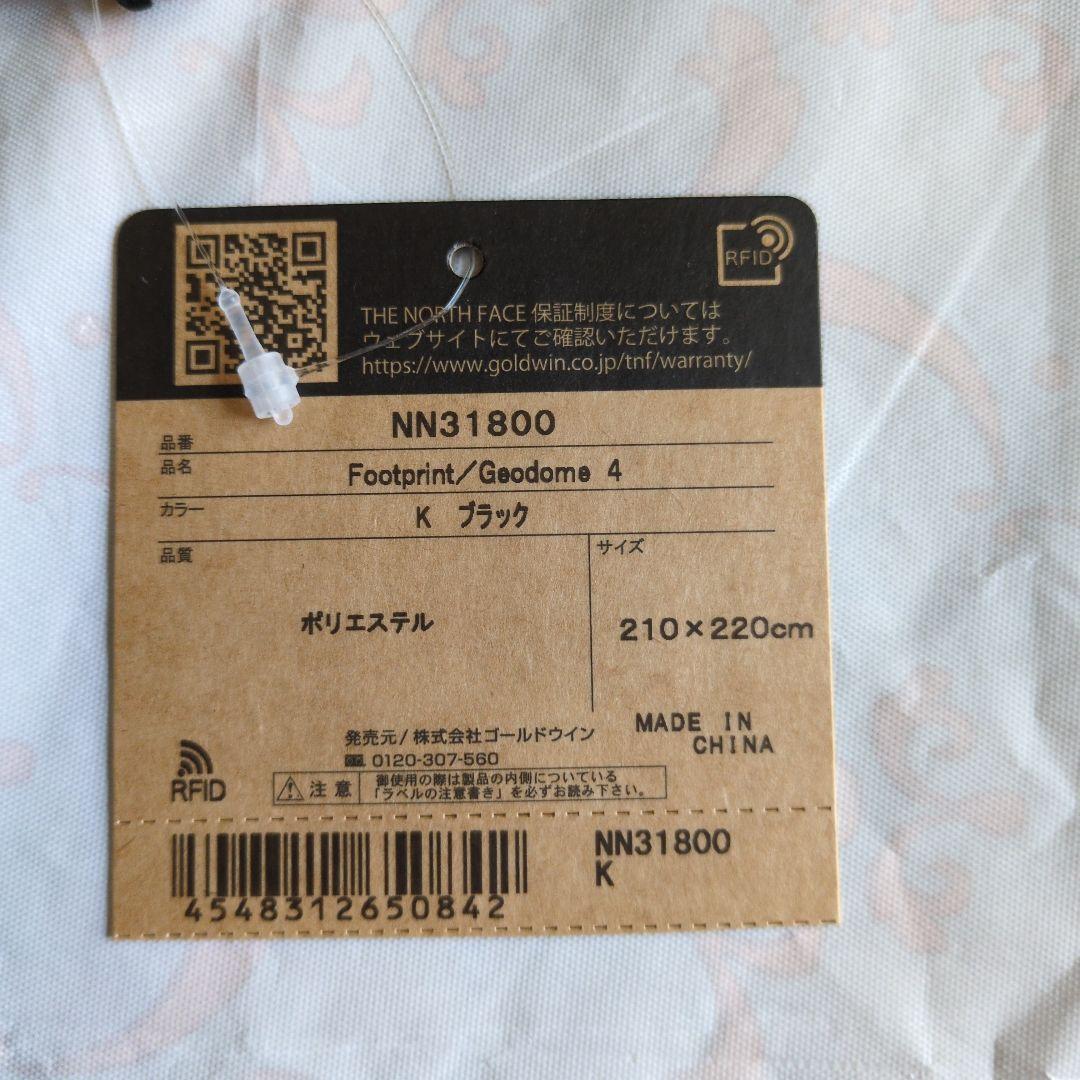 RFID
THE NORTH FACE 保証制度については
ウェブサイトにてご確認いただけます。
https://www.goldwin.co.jp/tnf/warranty/
品番 NN31800
品名 Footprint/Geodome 4
カラー K ブラック
品質 ポリエステル
サイズ 210×220cm
発売元/株式会社ゴールドウイン
0120-307-560
MADE IN
CHINA
RFID
注意
御使用の際は製品の内側についている
「ラベルの注意書き」を必ずお読み下さい。
4548312650842
NN31800
K